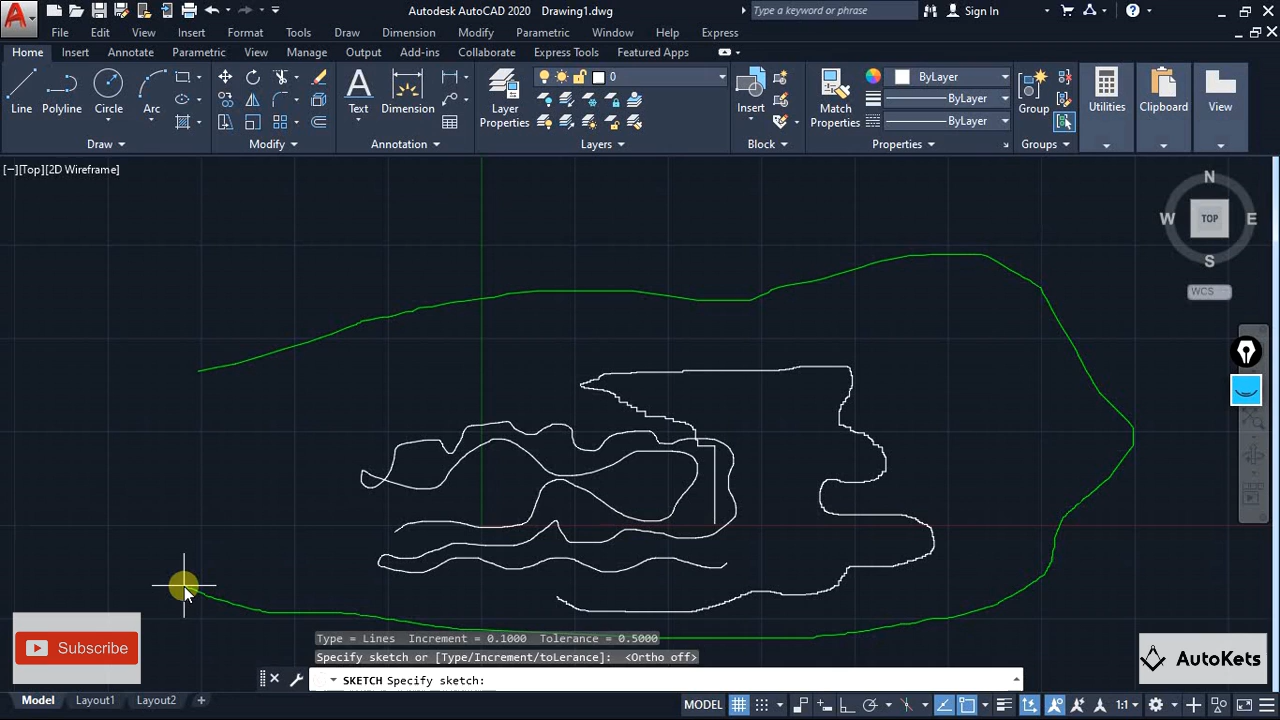 Autodesk AutoCAD 2020 Drawing1.dwg Type a keyword or phrase Sign In
File Edit View Insert Format Tools Draw Dimension Modify Parametric Window Help Express
Home Insert Annotate Parametric View Manage Output Add-ins Collaborate Express Tools Featured Apps
0 ByLayer
ByLayer
ByLayer
Line Polyline Circle Arc Text Dimension Layer Properties Insert Match Properties Group Utilities Clipboard View
Draw Modify Annotation Layers Block Properties Groups
[−][Top][2D Wireframe]
N
W TOP E
S
WCS
Type = Lines Increment = 0.1000 Tolerance = 0.5000
Specify sketch or [Type/Increment/toLerance]: <Ortho off>
SKETCH Specify sketch:
Subscribe
AutoKets
Model Layout1 Layout2 + MODEL 1:1